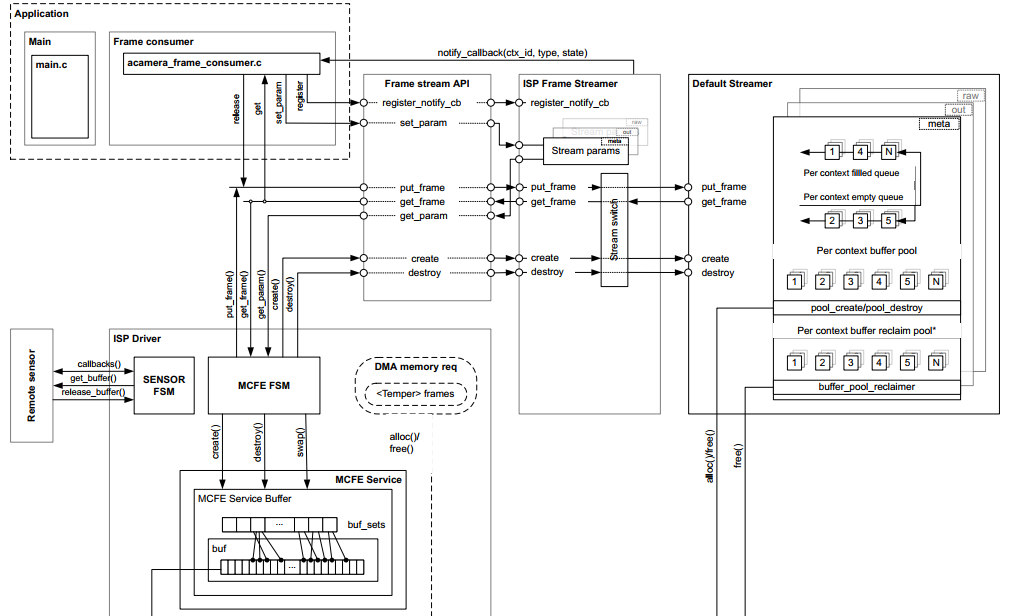 Application
Main
main.c
Frame consumer
acamera_frame_consumer.c
release
get
set_param
register
notify_callback(ctx_id, type, state)
Frame stream API
register_notify_cb
set_param
put_frame
get_frame
get_param
create
destroy
ISP Frame Streamer
register_notify_cb
raw
out
meta
Stream params
put_frame
get_frame
Stream switch
create
destroy
Default Streamer
raw
out
meta
put_frame
get_frame
create
destroy
1 4 N
Per context fillled queue
Per context empty queue
2 3 5
Per context buffer pool
1 2 3 4 5 N
pool_create/pool_destroy
Per context buffer reclaim pool*
1 2 3 4 5 N
buffer_pool_reclaimer
put_frame()
get_frame()
get_param()
create()
destroy()
Remote sensor
callbacks()
get_buffer()
release_buffer()
ISP Driver
SENSOR
FSM
MCFE FSM
DMA memory req
<Temper> frames
alloc()/
free()
create()
destroy()
swap()
MCFE Service
MCFE Service Buffer
...
buf_sets
buf
...
alloc()/free()
free()